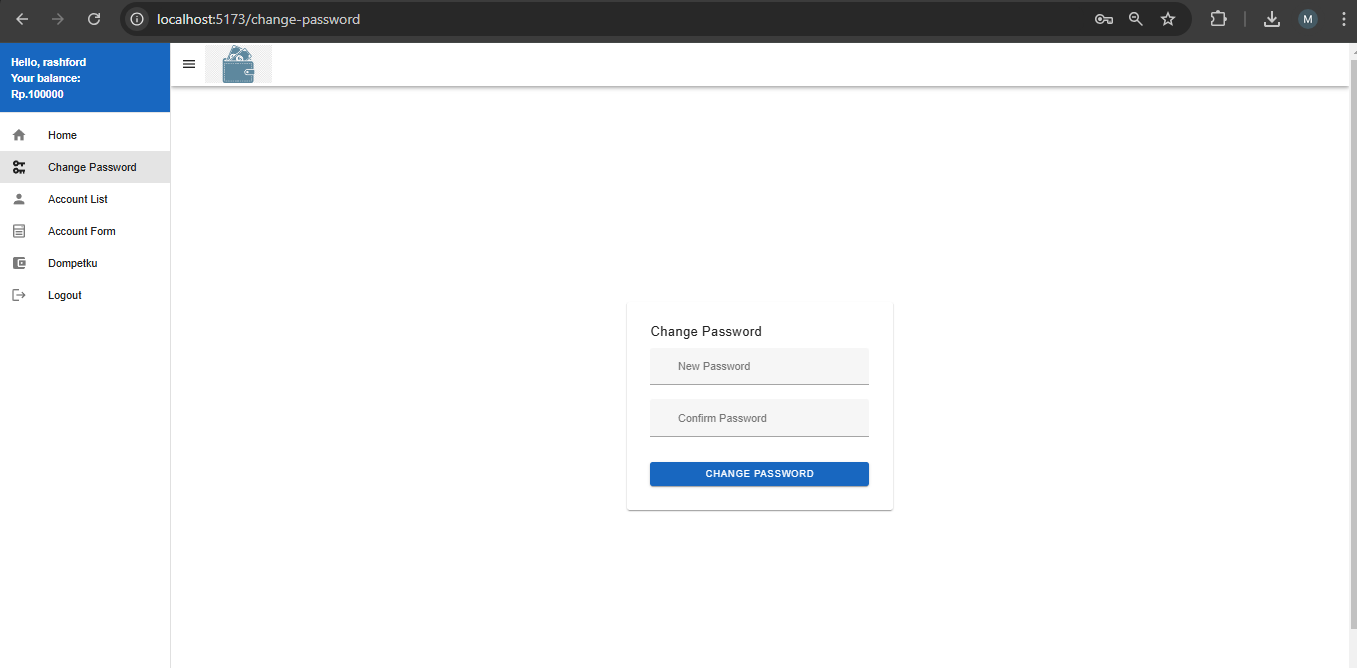 localhost:5173/change-password
M
Hello, rashford
Your balance:
Rp.100000
Home
Change Password
Account List
Account Form
Dompetku
Logout
Change Password
New Password
Confirm Password
CHANGE PASSWORD